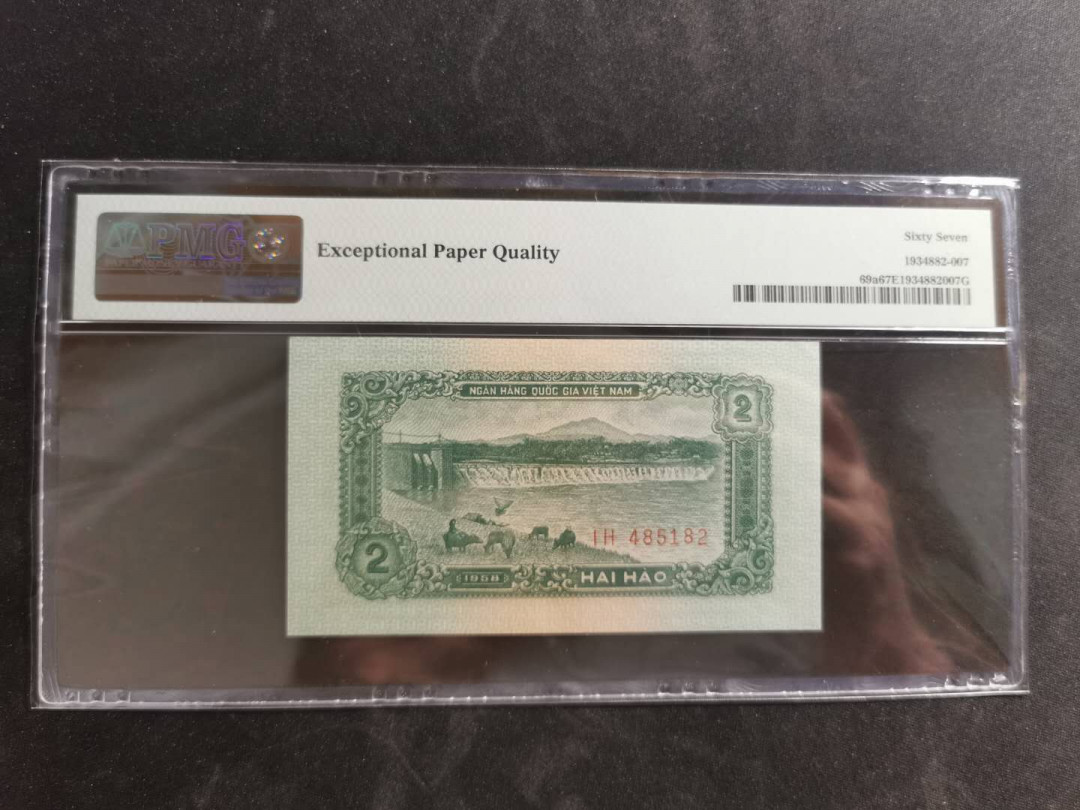 PMG
Exceptional Paper Quality
Sixty Seven
1934882-007
69a67E1934882007G
NGÂN HÀNG QUỐC GIA VIỆT NAM
2
IH 485182
2
1958
HAI HÀO